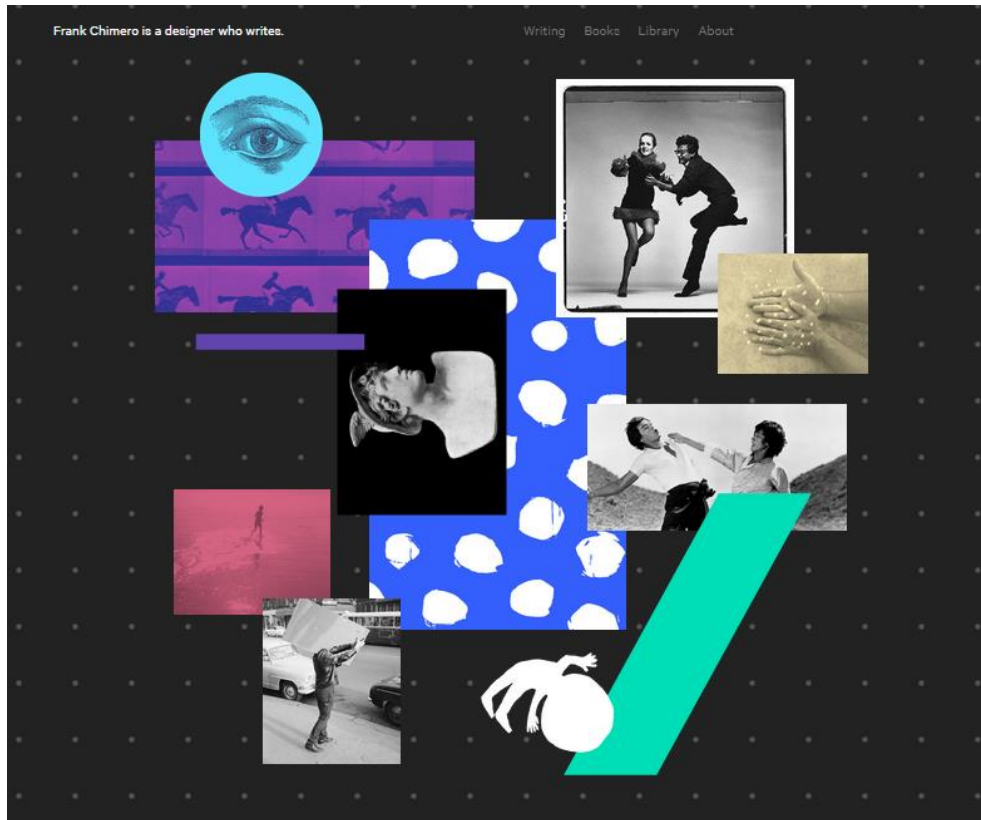 Frank Chimero is a designer who writes.
Writing Books Library About